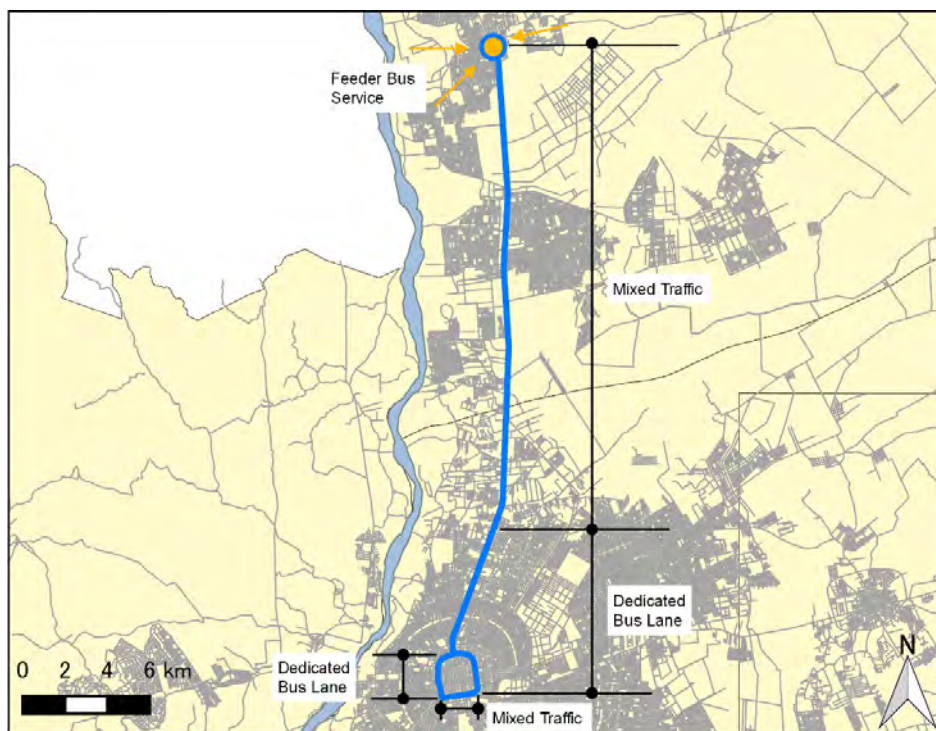 Feeder Bus
Service
Mixed Traffic
Dedicated
Bus Lane
Dedicated
Bus Lane
Mixed Traffic
0 2 4 6 km
N